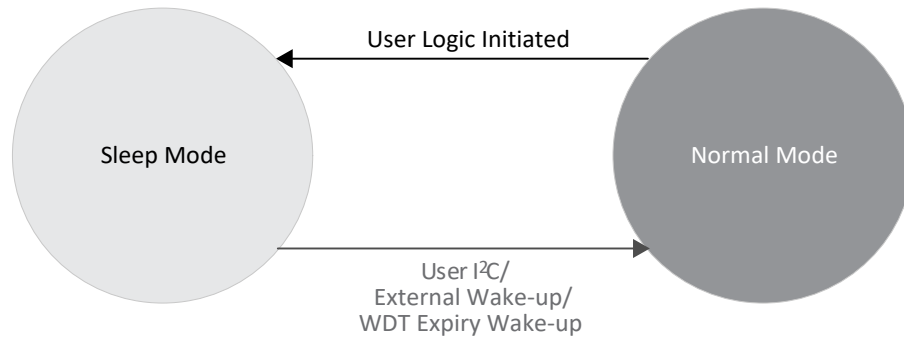 User Logic Initiated
Sleep Mode
Normal Mode
User I²C/
External Wake-up/
WDT Expiry Wake-up